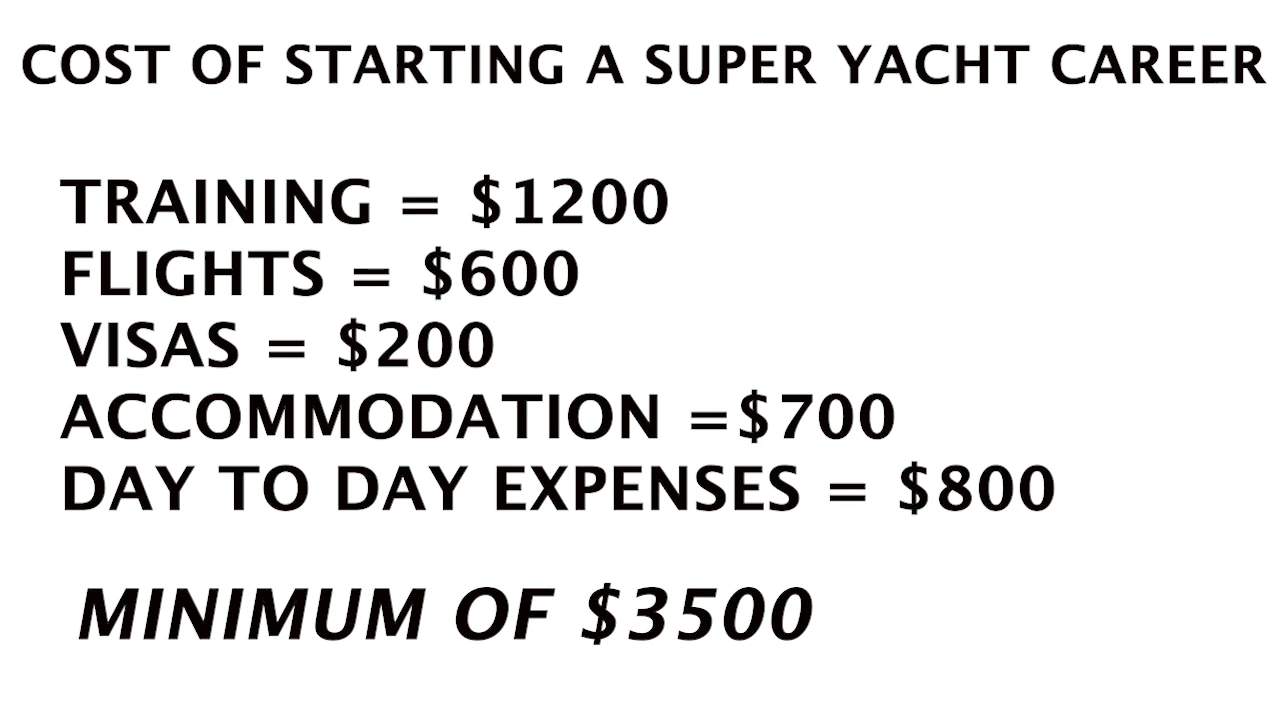 COST OF STARTING A SUPER YACHT CAREER
TRAINING = $1200
FLIGHTS = $600
VISAS = $200
ACCOMMODATION =$700
DAY TO DAY EXPENSES = $800
MINIMUM OF $3500